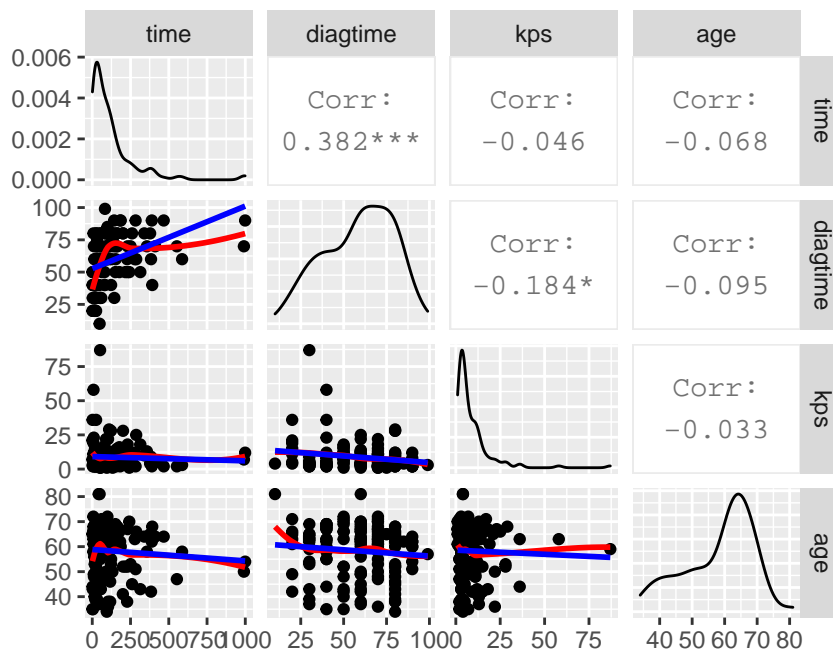 time diagtime kps age
0.006
0.004
0.002
0.000
Corr:
0.382***
Corr:
-0.046
Corr:
-0.068
time
100
75
50
25
Corr:
-0.184*
Corr:
-0.095
diagtime
75
50
25
0
Corr:
-0.033
kps
80
70
60
50
40
age
0 250 500 750 1000 25 50 75 100 0 25 50 75 40 50 60 70 80